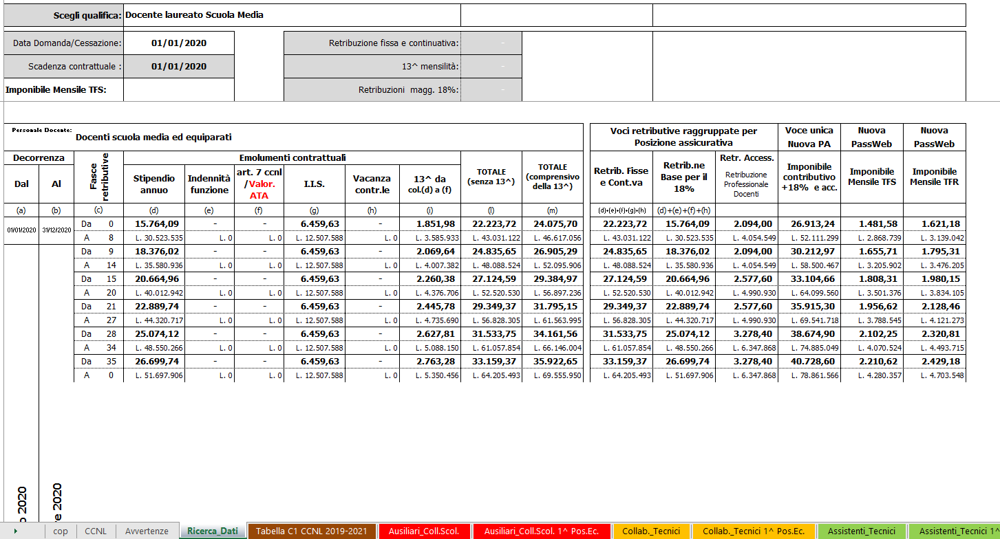 Scegli qualifica: Docente laureato Scuola Media
Data Domanda/Cessazione: 01/01/2020 Retribuzione fissa e continuativa: -
Scadenza contrattuale : 01/01/2020 13^ mensilità: -
Imponibile Mensile TFS: Retribuzioni magg. 18%: -
Personale Docente: Docenti scuola media ed equiparati
Voci retributive raggruppate per Posizione assicurativa
Voce unica Nuova PA
Nuova PassWeb
Nuova PassWeb
Decorrenza
Fasce retributive
Emolumenti contrattuali
Dal
Al
Stipendio annuo
Indennità funzione
art. 7 ccnl /Valor. ATA
I.I.S.
Vacanza contr.le
13^ da col.(d) a (f)
TOTALE (senza 13^)
TOTALE (comprensivo della 13^)
Retrib. Fisse e Cont.va
Retrib.ne Base per il 18%
Retr. Access.
Retribuzione Professionale Docenti
Imponibile contributivo +18% e acc.
Imponibile Mensile TFS
Imponibile Mensile TFR
(a) (b) (c) (d) (e) (f) (g) (h) (i) (l) (m) (d)+(e)+(f)+(g)+(h) (d)+(e)+(f)+(h)
01/01/2020 31/12/2020 Da 0 15.764,09 - - 6.459,63 - 1.851,98 22.223,72 24.075,70 22.223,72 15.764,09 2.094,00 26.913,24 1.481,58 1.621,18
A 8 L. 30.523.535 L. 0 L. 0 L. 12.507.588 L. 0 L. 3.585.933 L. 43.031.122 L. 46.617.056 L. 43.031.122 L. 30.523.535 L. 4.054.549 L. 52.111.299 L. 2.868.739 L. 3.139.042
Da 9 18.376,02 - - 6.459,63 - 2.069,64 24.835,65 26.905,29 24.835,65 18.376,02 2.094,00 30.212,97 1.655,71 1.795,31
A 14 L. 35.580.936 L. 0 L. 0 L. 12.507.588 L. 0 L. 4.007.382 L. 48.088.524 L. 52.095.906 L. 48.088.524 L. 35.580.936 L. 4.054.549 L. 58.500.467 L. 3.205.902 L. 3.476.205
Da 15 20.664,96 - - 6.459,63 - 2.260,38 27.124,59 29.384,97 27.124,59 20.664,96 2.577,60 33.104,66 1.808,31 1.980,15
A 20 L. 40.012.942 L. 0 L. 0 L. 12.507.588 L. 0 L. 4.376.706 L. 52.520.530 L. 56.897.236 L. 52.520.530 L. 40.012.942 L. 4.990.930 L. 64.099.560 L. 3.501.376 L. 3.834.105
Da 21 22.889,74 - - 6.459,63 - 2.445,78 29.349,37 31.795,15 29.349,37 22.889,74 2.577,60 35.915,30 1.956,62 2.128,46
A 27 L. 44.320.717 L. 0 L. 0 L. 12.507.588 L. 0 L. 4.735.690 L. 56.828.305 L. 61.563.995 L. 56.828.305 L. 44.320.717 L. 4.990.930 L. 69.541.718 L. 3.788.545 L. 4.121.273
Da 28 25.074,12 - - 6.459,63 - 2.627,81 31.533,75 34.161,56 31.533,75 25.074,12 3.278,40 38.674,90 2.102,25 2.320,81
A 34 L. 48.550.266 L. 0 L. 0 L. 12.507.588 L. 0 L. 5.088.150 L. 61.057.854 L. 66.146.004 L. 61.057.854 L. 48.550.266 L. 6.347.868 L. 74.885.049 L. 4.070.524 L. 4.493.715
Da 35 26.699,74 - - 6.459,63 - 2.763,28 33.159,37 35.922,65 33.159,37 26.699,74 3.278,40 40.728,60 2.210,62 2.429,18
A 0 L. 51.697.906 L. 0 L. 0 L. 12.507.588 L. 0 L. 5.350.456 L. 64.205.493 L. 69.555.950 L. 64.205.493 L. 51.697.906 L. 6.347.868 L. 78.861.566 L. 4.280.357 L. 4.703.548
o 2020
e 2020
cop CCNL Avvertenze Ricerca_Dati Tabella C1 CCNL 2019-2021 Ausiliari_Coll.Scol. Ausiliari_Coll.Scol. 1^ Pos.Ec. Collab._Tecnici Collab._Tecnici 1^ Pos.Ec. Assistenti_Tecnici Assistenti_Tecnici 1^